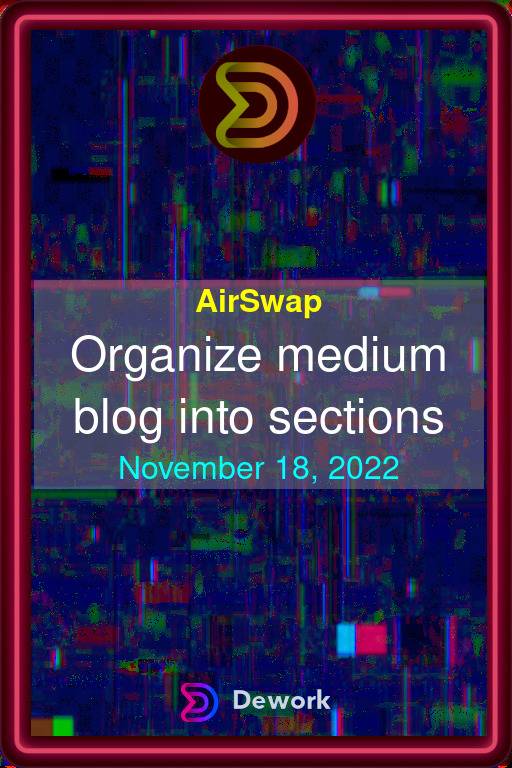 AirSwap
Organize medium
blog into sections
November 18, 2022
Dework